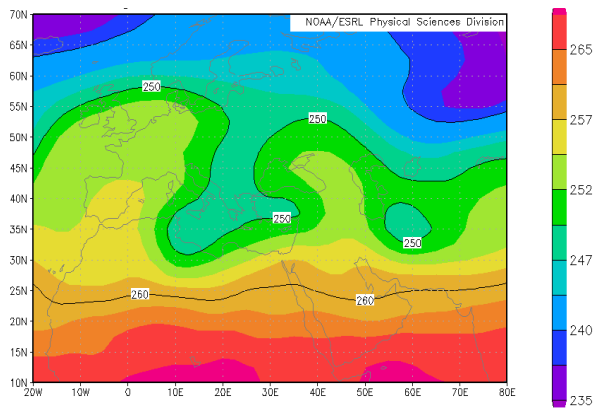 NOAA/ESRL Physical Sciences Division
70N
65N
60N
55N
50N
45N
40N
35N
30N
25N
20N
15N
10N
20W 10W 0 10E 20E 30E 40E 50E 60E 70E 80E
250
250
250
250
260
260
265
257
252
247
240
235